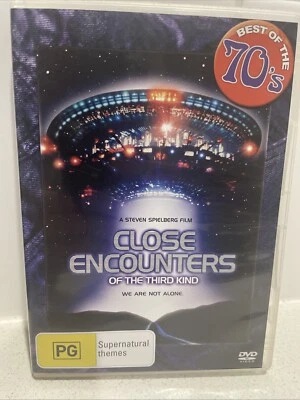 BEST OF THE
70's
A STEVEN SPIELBERG FILM
CLOSE
ENCOUNTERS
OF THE THIRD KIND
WE ARE NOT ALONE.
PG
Supernatural
themes
DVD
VIDEO